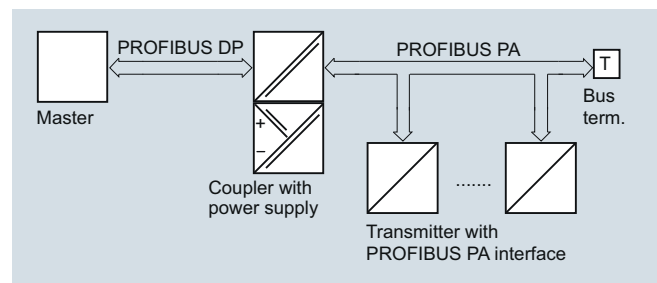 PROFIBUS DP
PROFIBUS PA
T
Master
Bus
term.
+
–
Coupler with
power supply
.......
Transmitter with
PROFIBUS PA interface